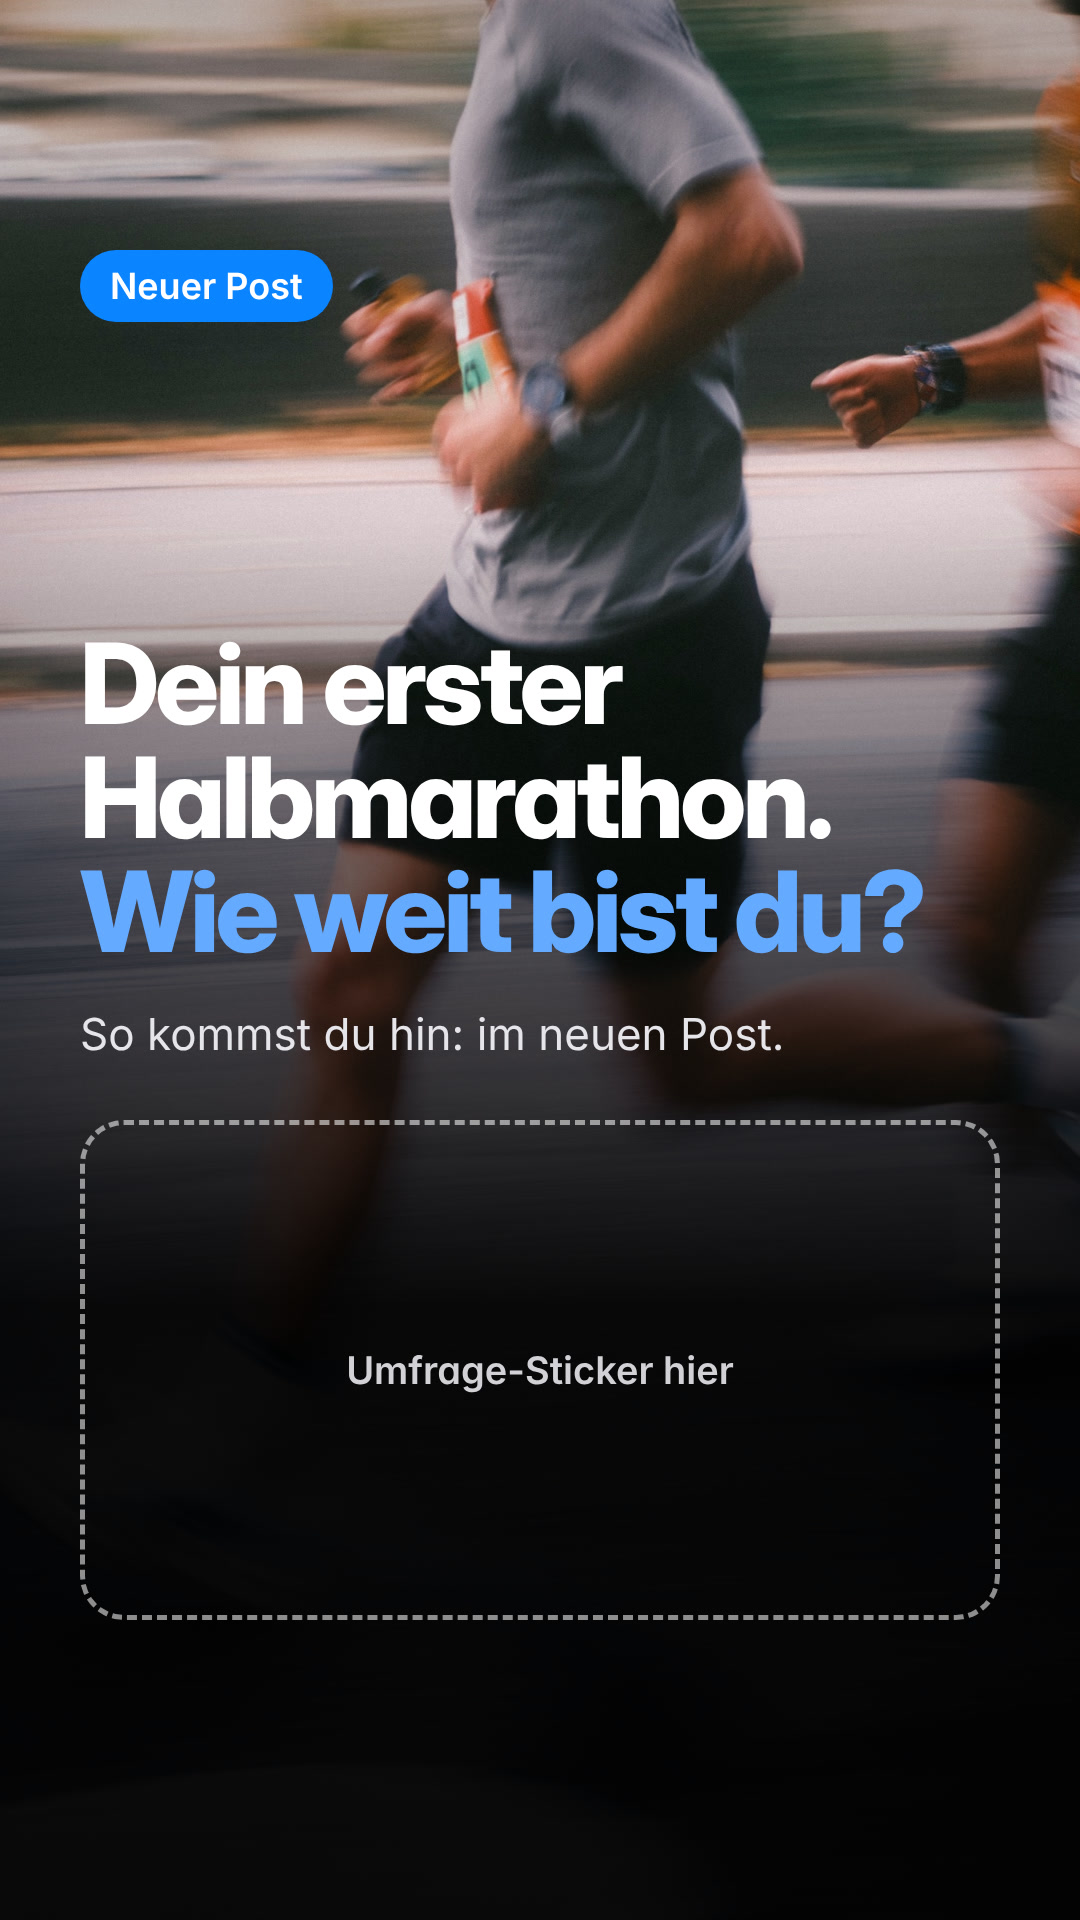 Neuer Post
Dein erster
Halbmarathon.
Wie weit bist du?
So kommst du hin: im neuen Post.
Umfrage-Sticker hier